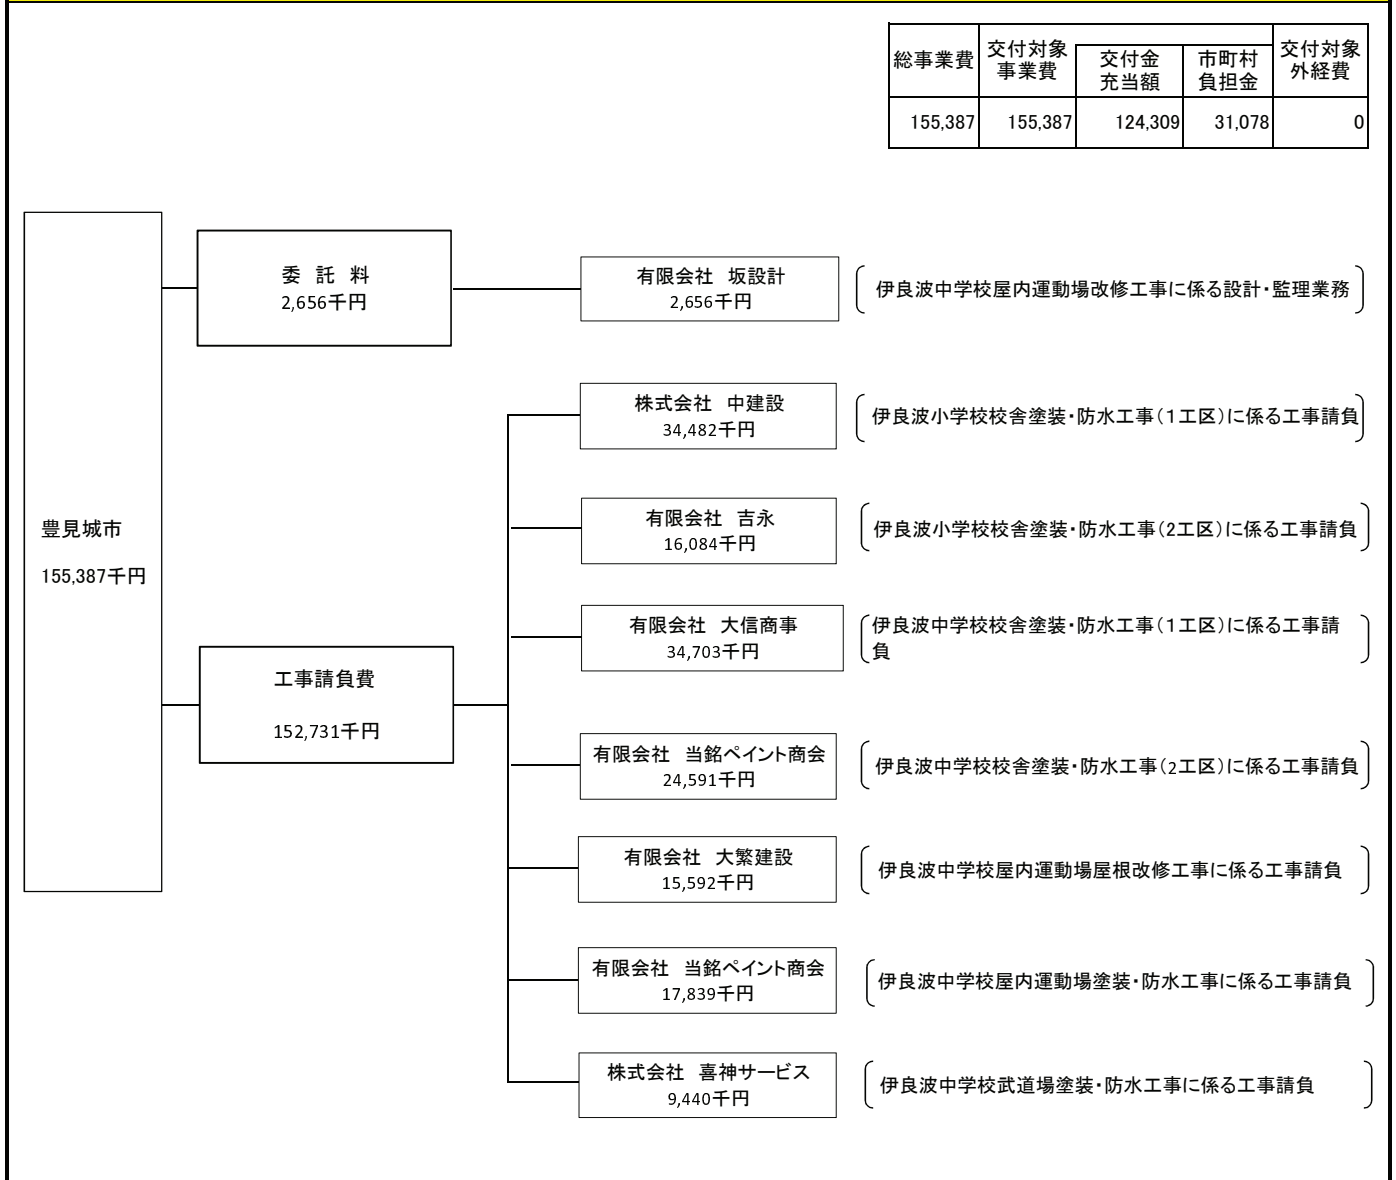 総事業費
交付対象
事業費
交付金
充当額
市町村
負担金
交付対象
外経費
155,387
155,387
124,309
31,078
0
豊見城市
155,387千円
委　託　料
2,656千円
有限会社　坂設計
2,656千円
伊良波中学校屋内運動場改修工事に係る設計・監理業務
工事請負費
152,731千円
株式会社　中建設
34,482千円
伊良波小学校校舎塗装・防水工事（１工区）に係る工事請負
有限会社　吉永
16,084千円
伊良波小学校校舎塗装・防水工事（2工区）に係る工事請負
有限会社　大信商事
34,703千円
伊良波中学校校舎塗装・防水工事（１工区）に係る工事請
負
有限会社　当銘ペイント商会
24,591千円
伊良波中学校校舎塗装・防水工事（2工区）に係る工事請負
有限会社　大繁建設
15,592千円
伊良波中学校屋内運動場屋根改修工事に係る工事請負
有限会社　当銘ペイント商会
17,839千円
伊良波中学校屋内運動場塗装・防水工事に係る工事請負
株式会社　喜神サービス
9,440千円
伊良波中学校武道場塗装・防水工事に係る工事請負